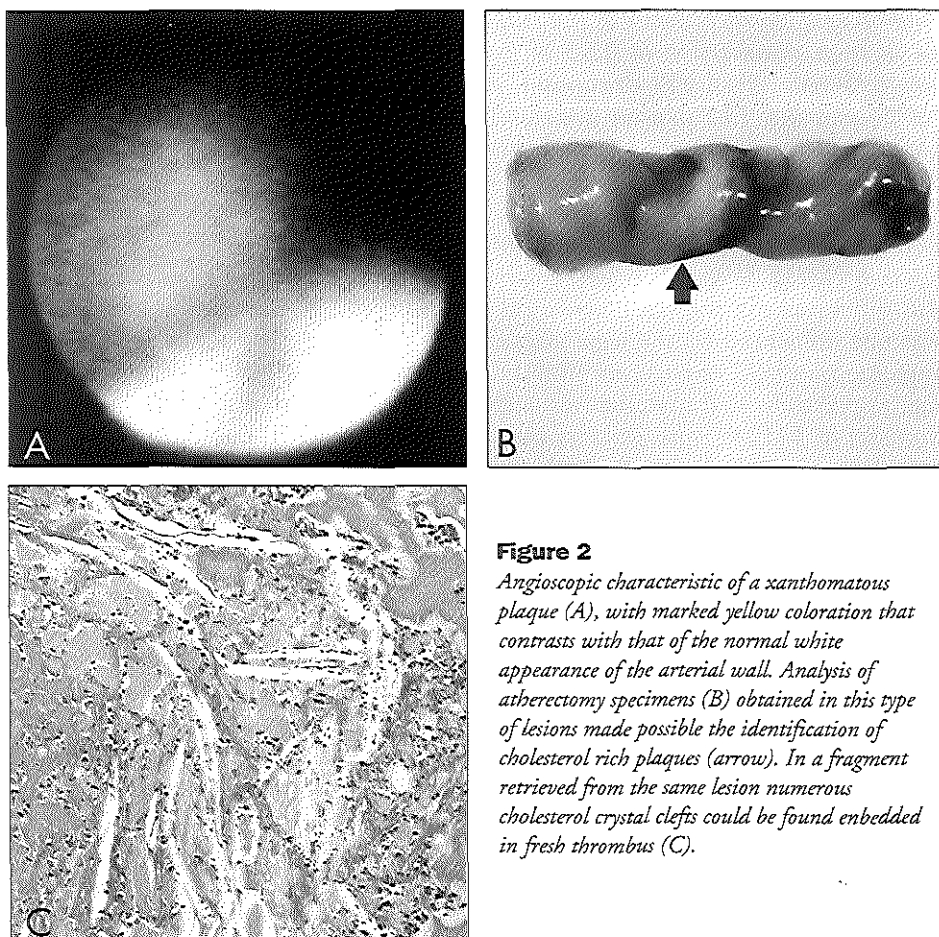 A
B
C
Figure 2
Angioscopic characteristic of a xanthomatous
plaque (A), with marked yellow coloration that
contrasts with that of the normal white
appearance of the arterial wall. Analysis of
atherectomy specimens (B) obtained in this type
of lesions made possible the identification of
cholesterol rich plaques (arrow). In a fragment
retrieved from the same lesion numerous
cholesterol crystal clefts could be found enbedded
in fresh thrombus (C).